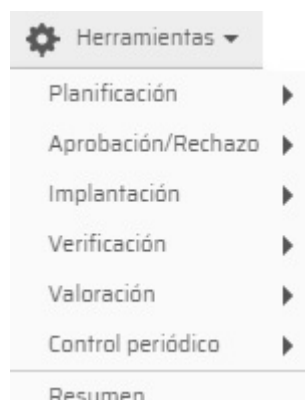 Herramientas
Planificación
Aprobación/Rechazo
Implantación
Verificación
Valoración
Control periódico
Resumen